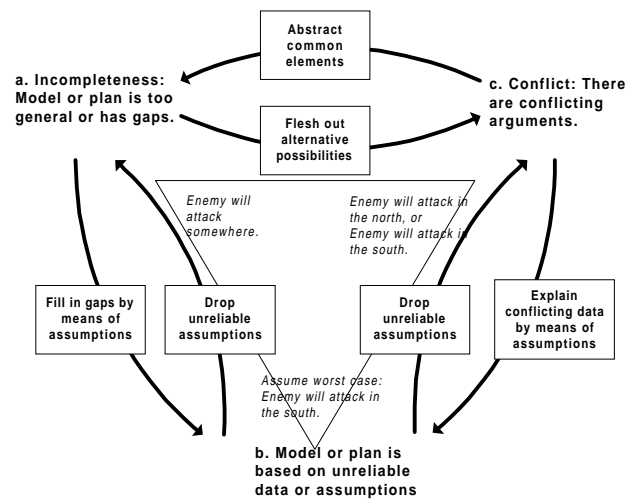 Abstract
common
elements
a. Incompleteness:
Model or plan is too
general or has gaps.
c. Conflict: There
are conflicting
arguments.
Flesh out
alternative
possibilities
Enemy will
attack
somewhere.
Enemy will attack in
the north, or
Enemy will attack in
the south.
Fill in gaps by
means of
assumptions
Drop
unreliable
assumptions
Drop
unreliable
assumptions
Explain
conflicting data
by means of
assumptions
Assume worst case:
Enemy will attack in
the south.
b. Model or plan is
based on unreliable
data or assumptions